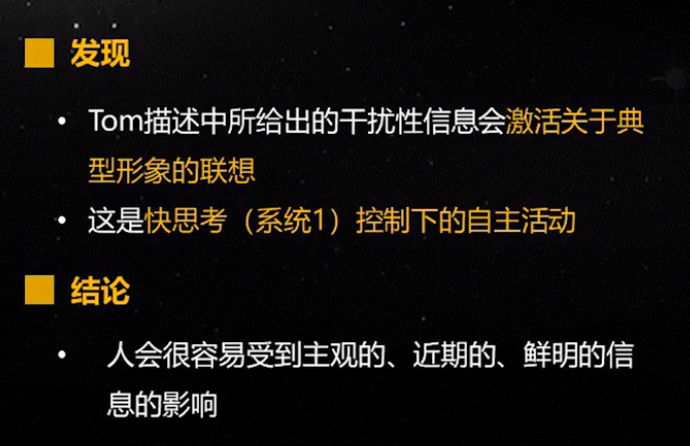 发现
• Tom描述中所给出的干扰性信息会激活关于典
型形象的联想
• 这是快思考（系统1）控制下的自主活动
结论
• 人会很容易受到主观的、近期的、鲜明的信
息的影响